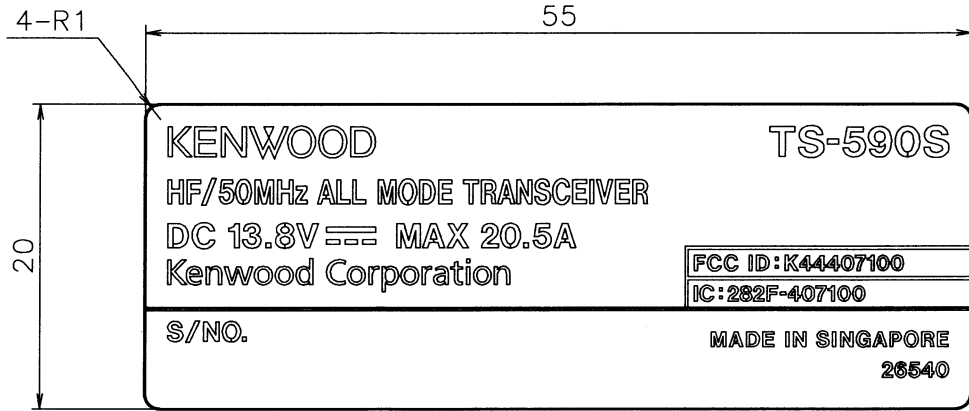 4-R1
55
20
KENWOOD TS-590S
HF/50MHz ALL MODE TRANSCEIVER
DC 13.8V ⎓ MAX 20.5A
Kenwood Corporation
FCC ID:K44407100
IC:282F-407100
S/NO.
MADE IN SINGAPORE
26540